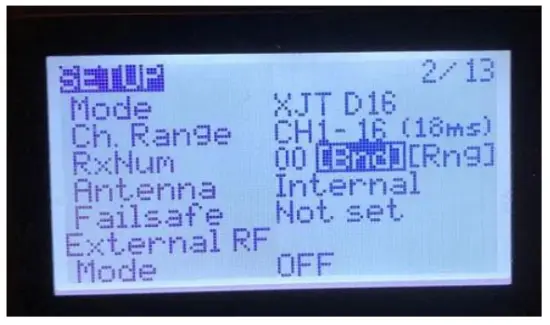 SETUP 2/13
Mode XJT D16
Ch. Range CH1-16 (18ms)
RxNum 00 [Bnd][Rng]
Antenna Internal
Failsafe Not set
External RF
Mode OFF